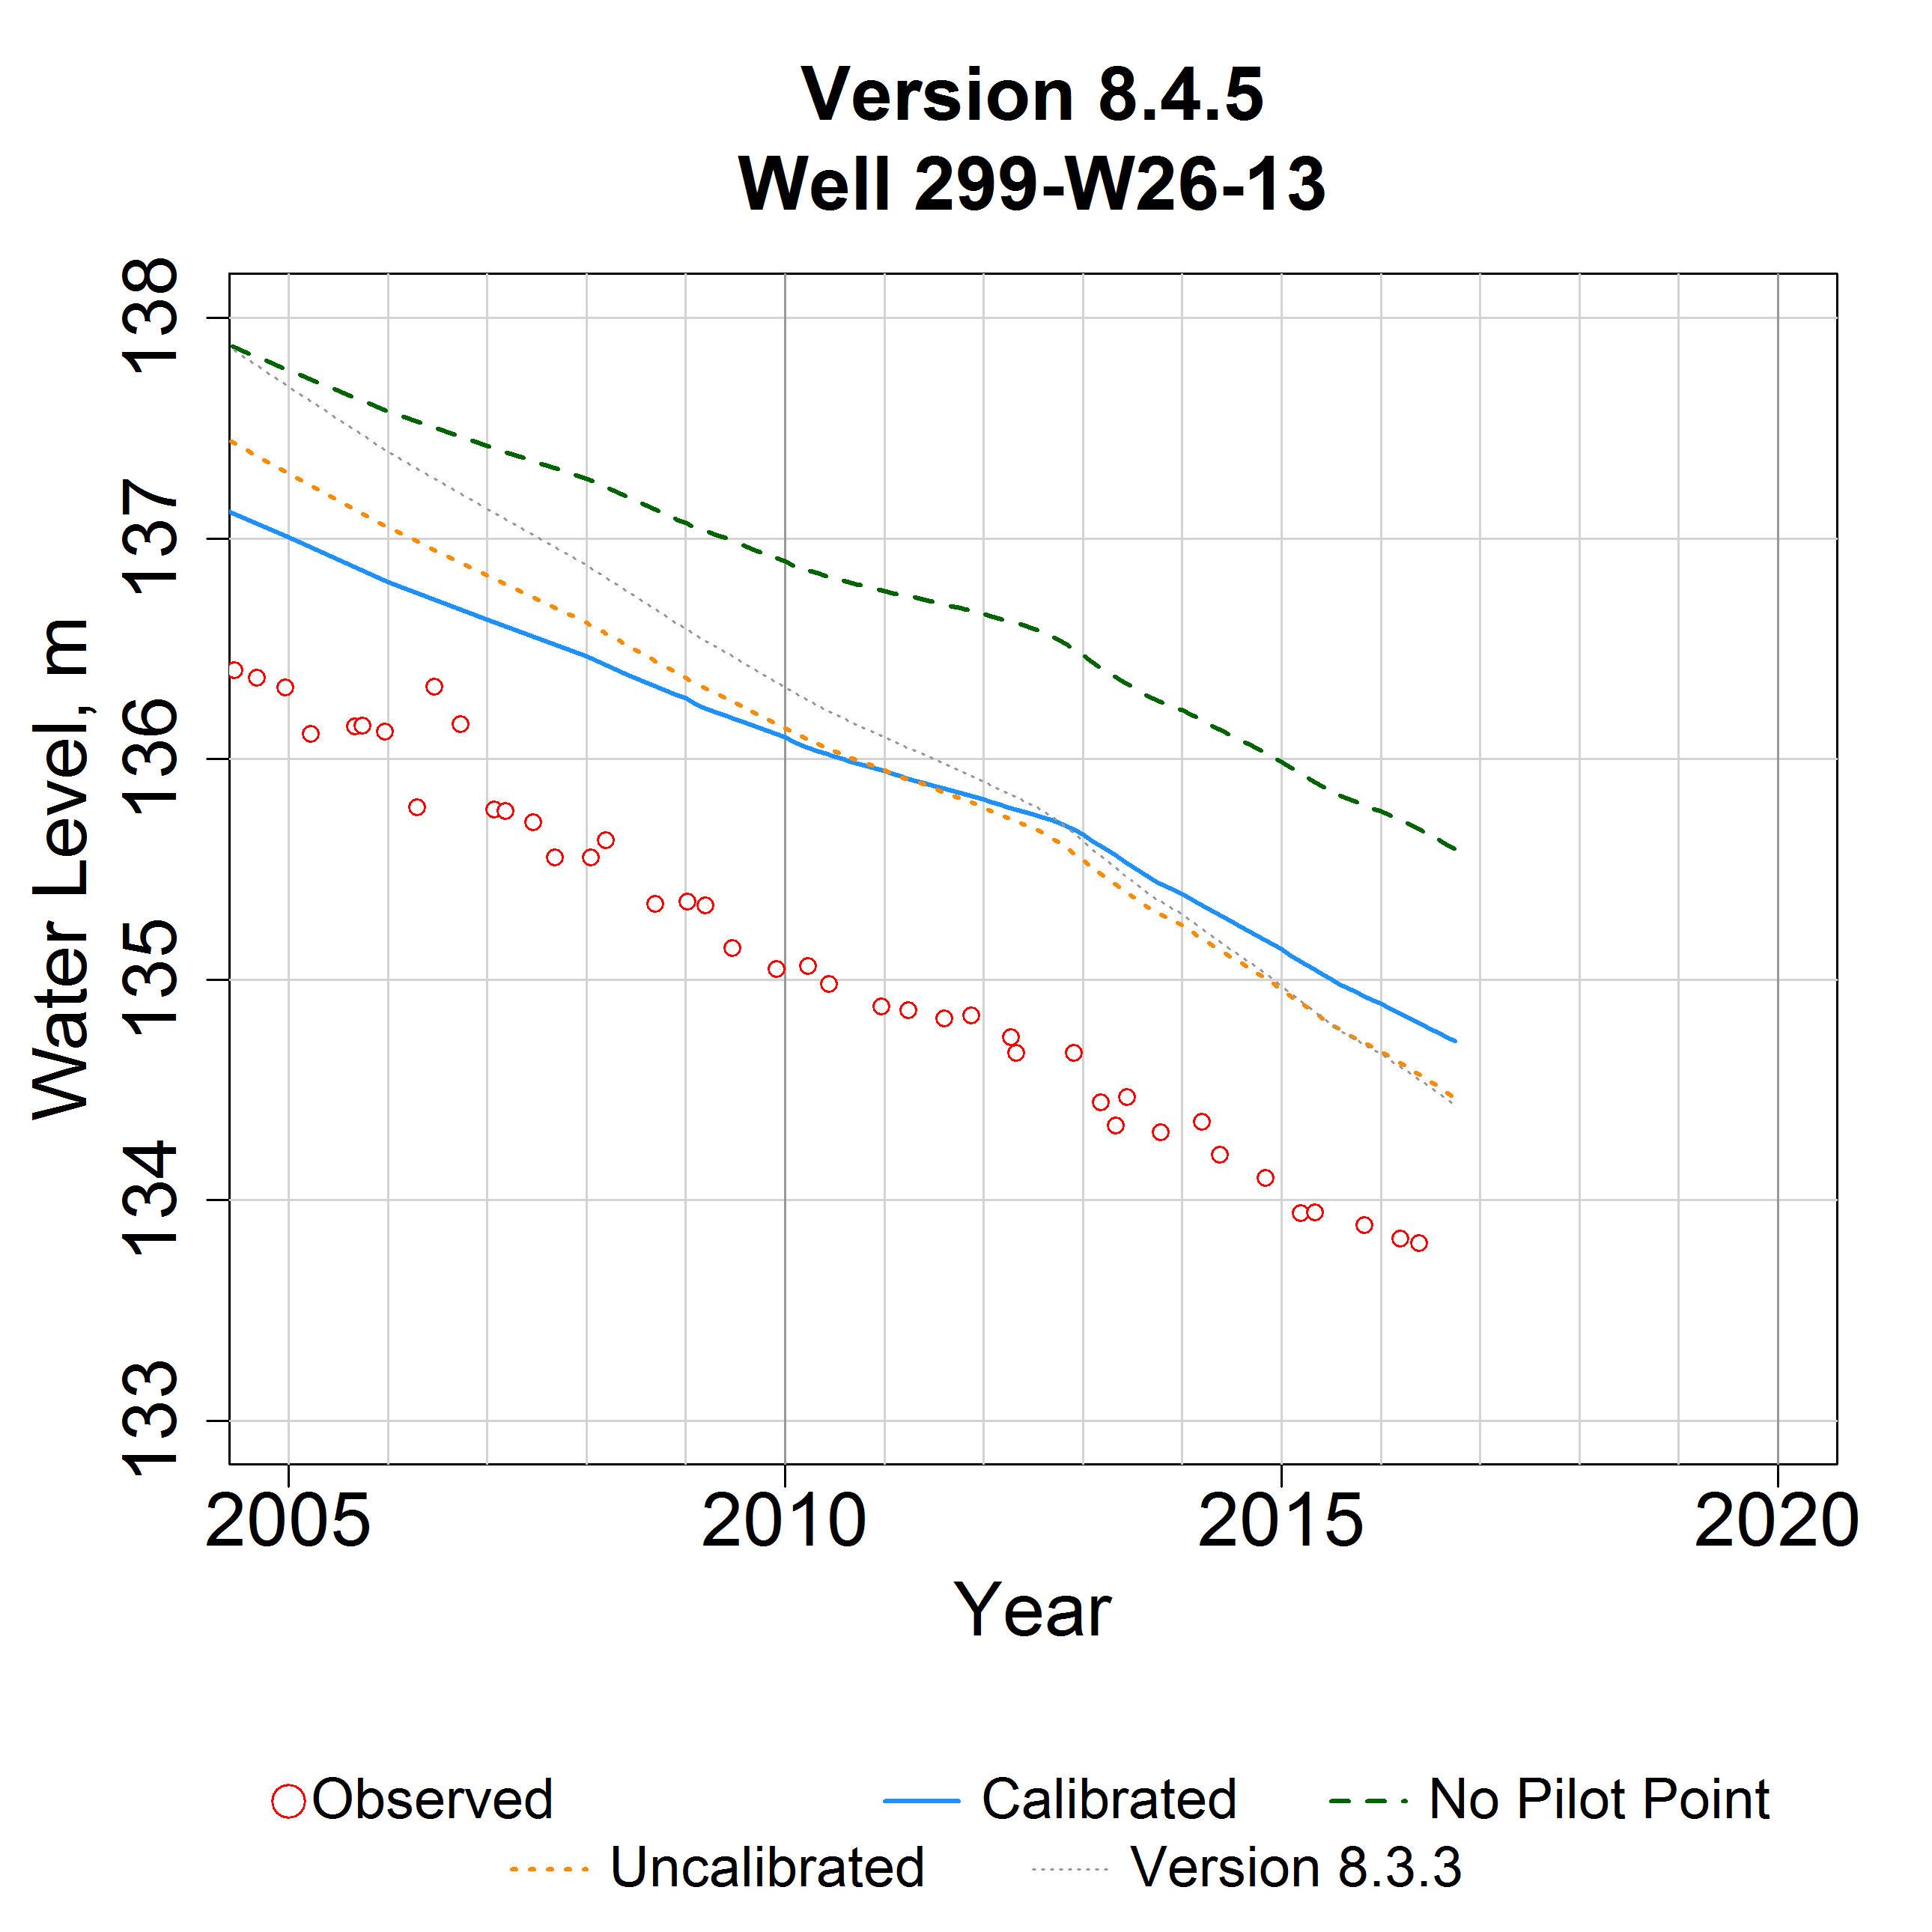 Version 8.4.5
Well 299-W26-13
Water Level, m
138
137
136
135
134
133
2005 2010 2015 2020
Year
Observed Calibrated No Pilot Point
Uncalibrated Version 8.3.3